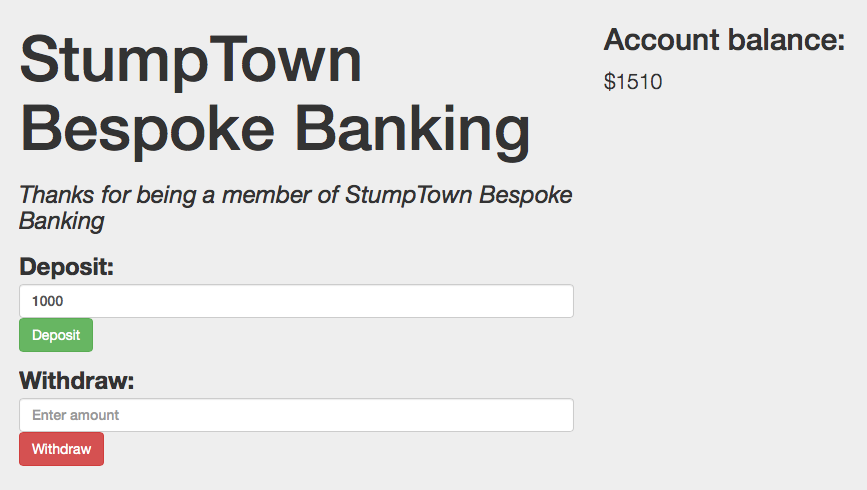 StumpTown
Bespoke Banking
Thanks for being a member of StumpTown Bespoke
Banking
Deposit:
1000
Deposit
Withdraw:
Enter amount
Withdraw
Account balance:
$1510